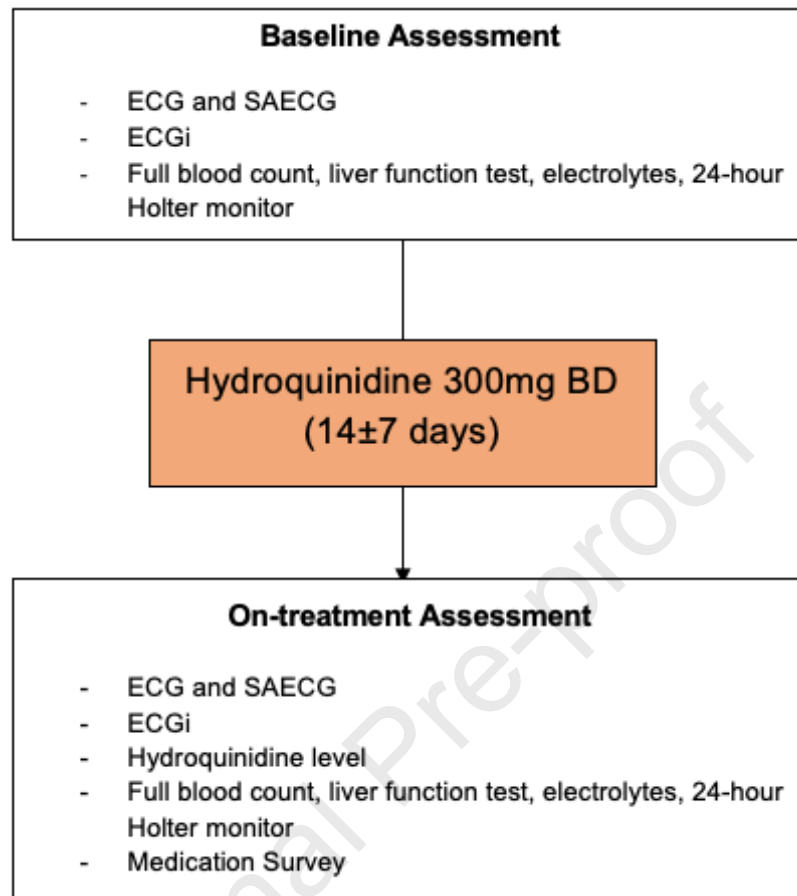 Baseline Assessment
- ECG and SAECG
- ECGi
- Full blood count, liver function test, electrolytes, 24-hour
Holter monitor
Hydroquinidine 300mg BD
(14±7 days)
On-treatment Assessment
- ECG and SAECG
- ECGi
- Hydroquinidine level
- Full blood count, liver function test, electrolytes, 24-hour
Holter monitor
- Medication Survey
nal Pre-proof